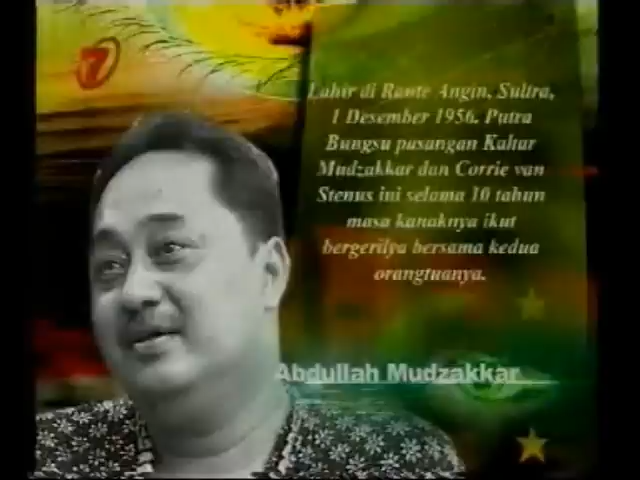 7
Lahir di Rante Angin, Sultra,
1 Desember 1956. Putra
Bungsu pasangan Kahar
Mudzakkar dan Corrie van
Stenus ini selama 10 tahun
masa kanaknya ikut
bergerilya bersama kedua
orangtuanya.
Abdullah Mudzakkar